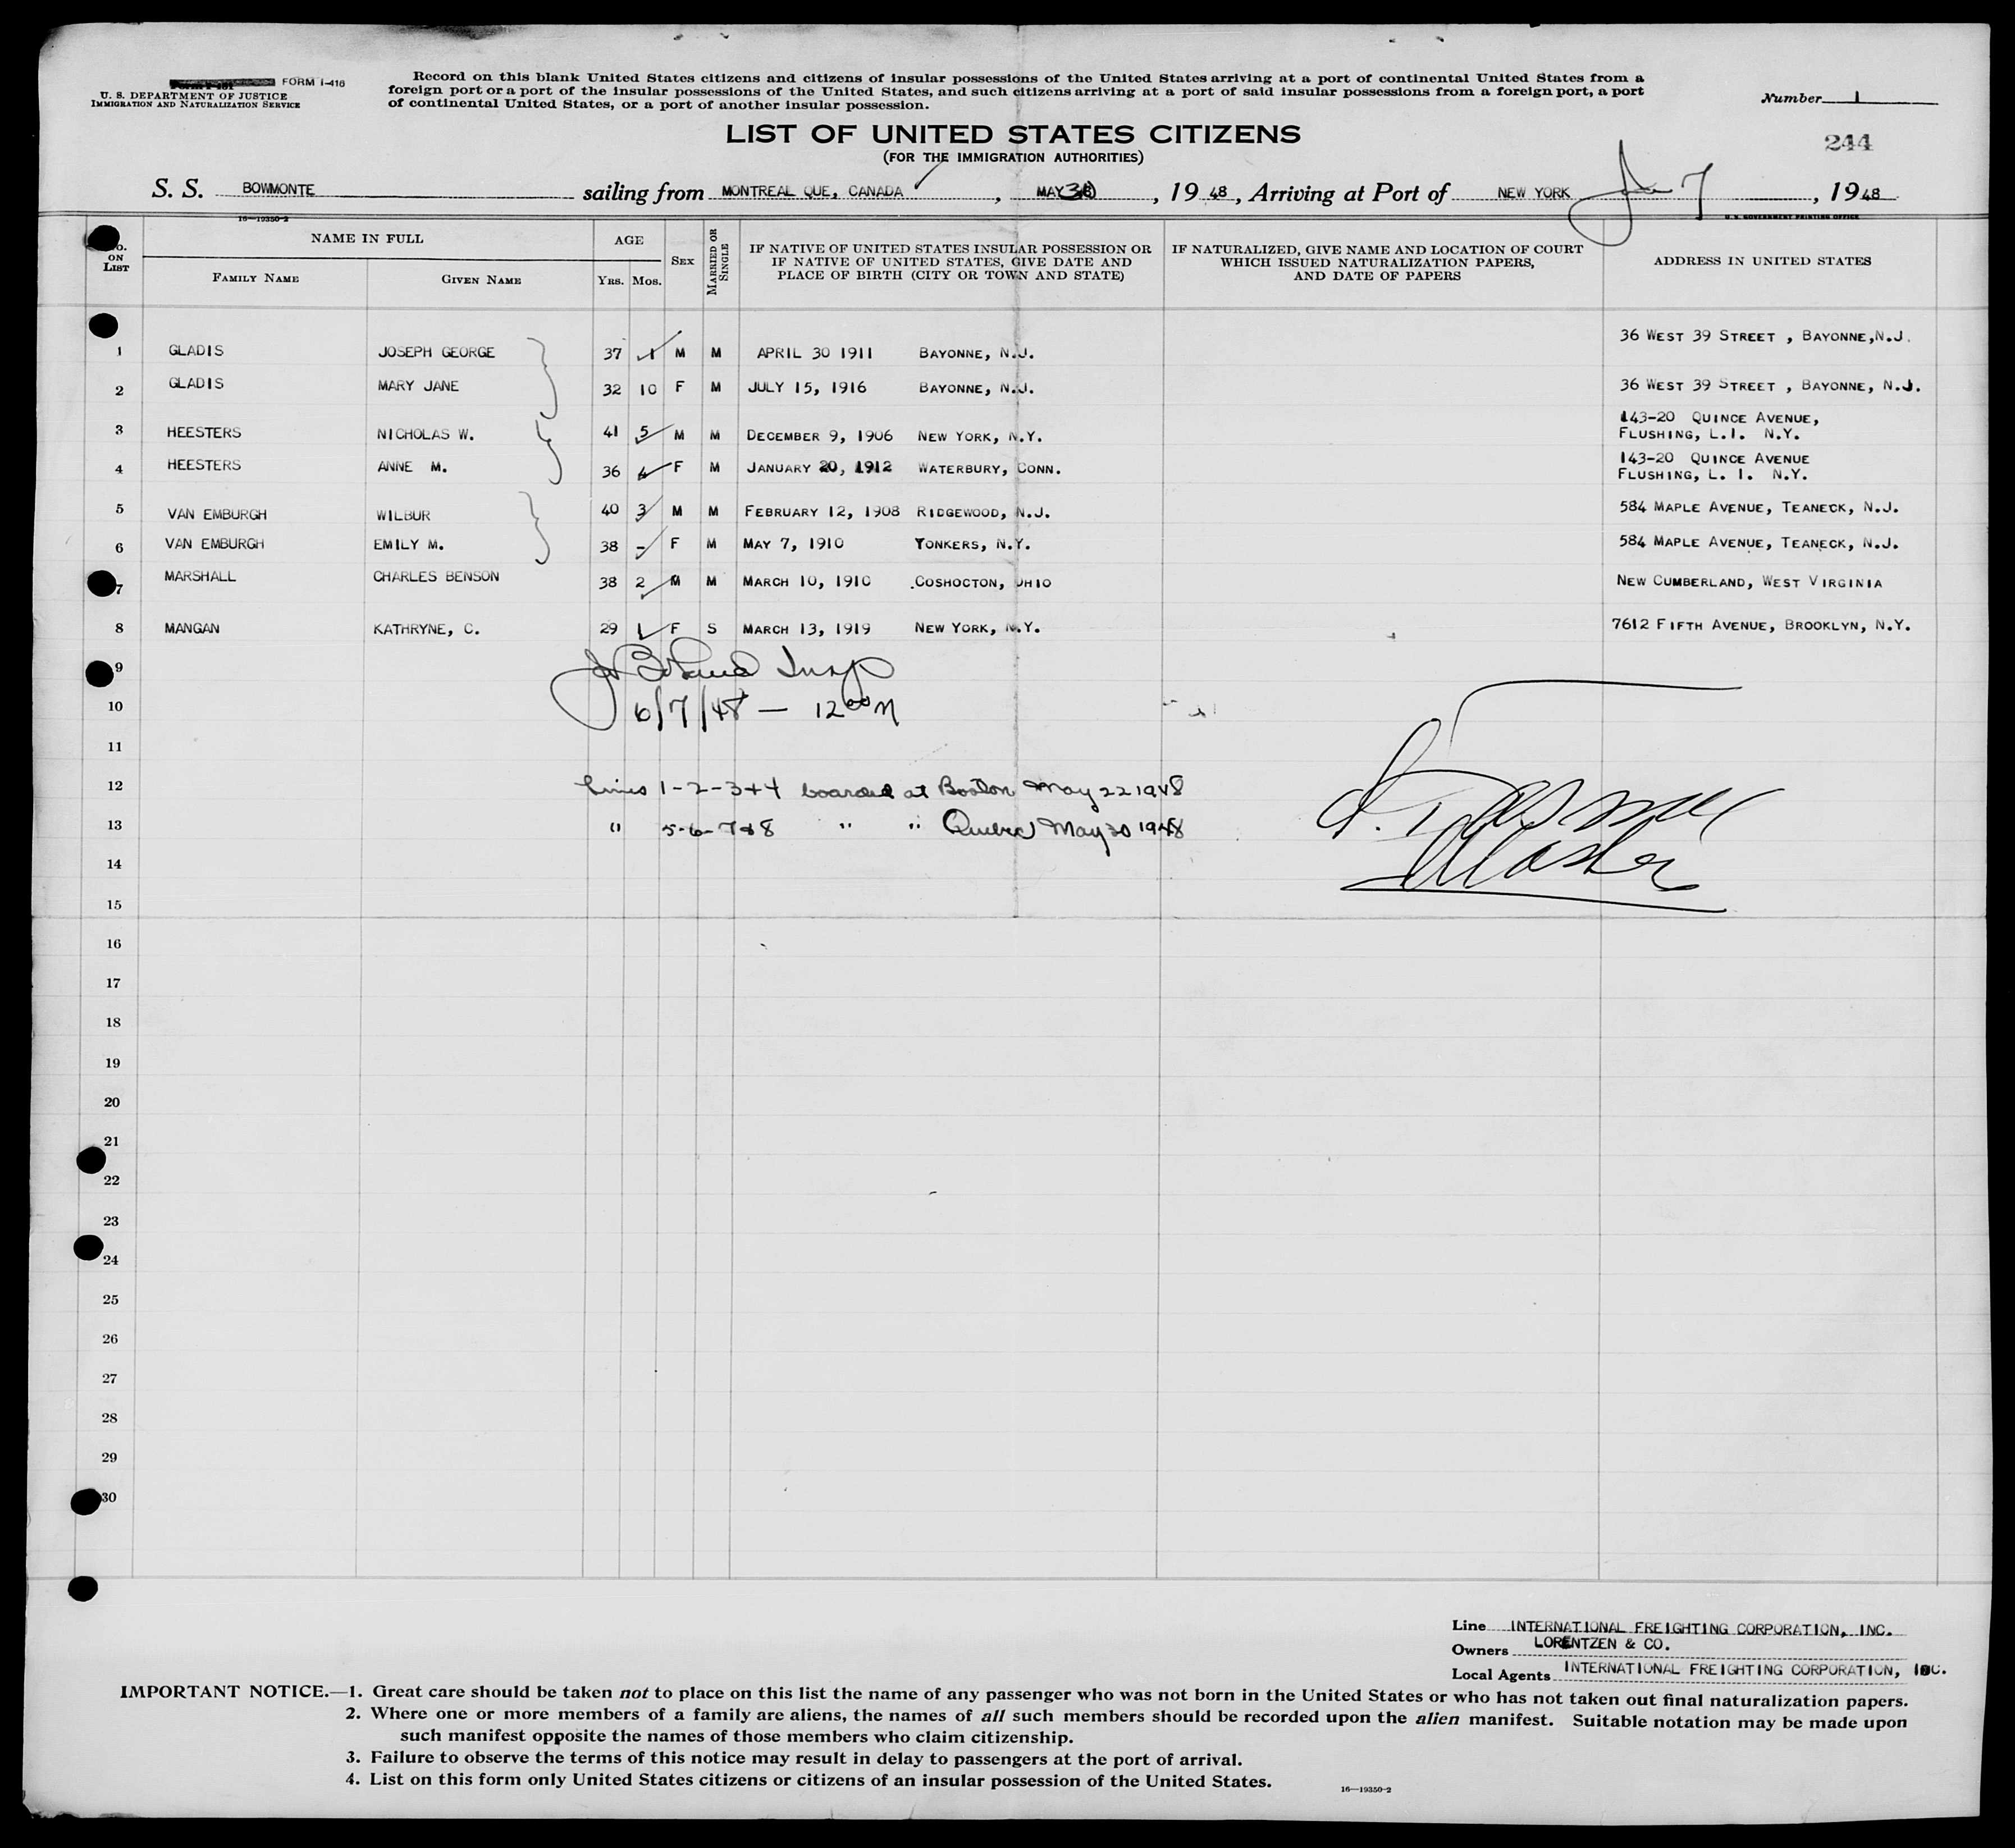 FORM I-416
U. S. DEPARTMENT OF JUSTICE
IMMIGRATION AND NATURALIZATION SERVICE
Record on this blank United States citizens and citizens of insular possessions of the United States arriving at a port of continental United States from a
foreign port or a port of the insular possessions of the United States, and such citizens arriving at a port of said insular possessions from a foreign port, a port
of continental United States, or a port of another insular possession.
Number 1
244
LIST OF UNITED STATES CITIZENS
(FOR THE IMMIGRATION AUTHORITIES)
S. S. BOWMONTE sailing from MONTREAL QUE, CANADA, MAY 30, 1948, Arriving at Port of NEW YORK June 7, 1948
16—19350-2 U. S. GOVERNMENT PRINTING OFFICE
No. ON LIST NAME IN FULL AGE SEX MARRIED OR SINGLE IF NATIVE OF UNITED STATES INSULAR POSSESSION OR IF NATIVE OF UNITED STATES, GIVE DATE AND PLACE OF BIRTH (CITY OR TOWN AND STATE) IF NATURALIZED, GIVE NAME AND LOCATION OF COURT WHICH ISSUED NATURALIZATION PAPERS, AND DATE OF PAPERS ADDRESS IN UNITED STATES
FAMILY NAME GIVEN NAME YRS. MOS.
1 GLADIS JOSEPH GEORGE 37 1 M M APRIL 30 1911 BAYONNE, N.J. 36 WEST 39 STREET , BAYONNE,N.J.
2 GLADIS MARY JANE 32 10 F M JULY 15, 1916 BAYONNE, N.J. 36 WEST 39 STREET , BAYONNE, N.J.
3 HEESTERS NICHOLAS W. 41 5 M M DECEMBER 9, 1906 NEW YORK, N.Y. 143-20 QUINCE AVENUE,
FLUSHING, L.I. N.Y.
4 HEESTERS ANNE M. 36 4 F M JANUARY 20, 1912 WATERBURY, CONN. 143-20 QUINCE AVENUE
FLUSHING, L. I. N.Y.
5 VAN EMBURGH WILBUR 40 3 M M FEBRUARY 12, 1908 RIDGEWOOD, N.J. 584 MAPLE AVENUE, TEANECK, N.J.
6 VAN EMBURGH EMILY M. 38 - F M MAY 7, 1910 YONKERS, N.Y. 584 MAPLE AVENUE, TEANECK, N.J.
7 MARSHALL CHARLES BENSON 38 2 M M MARCH 10, 1910 COSHOCTON, OHIO NEW CUMBERLAND, WEST VIRGINIA
8 MANGAN KATHRYNE, C. 29 1 F S MARCH 13, 1919 NEW YORK, N.Y. 7612 FIFTH AVENUE, BROOKLYN, N.Y.
9 Insp
10 6/7/48 — 12 00 N
11
12 Lines 1-2-3+4 boarded at Boston May 22 1948
13 " 5-6-7+8 " " Quebec May 30 1948
14 Master
15
16
17
18
19
20
21
22
23
24
25
26
27
28
29
30
Line INTERNATIONAL FREIGHTING CORPORATION, INC.
Owners LORENTZEN & CO.
Local Agents INTERNATIONAL FREIGHTING CORPORATION, INC.
IMPORTANT NOTICE.—1. Great care should be taken not to place on this list the name of any passenger who was not born in the United States or who has not taken out final naturalization papers.
2. Where one or more members of a family are aliens, the names of all such members should be recorded upon the alien manifest. Suitable notation may be made upon
such manifest opposite the names of those members who claim citizenship.
3. Failure to observe the terms of this notice may result in delay to passengers at the port of arrival.
4. List on this form only United States citizens or citizens of an insular possession of the United States.
16—19350-2